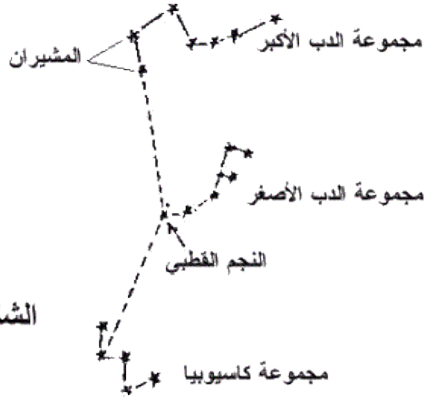 مجموعة الدب الأكبر
المشيران
مجموعة الدب الأصغر
النجم القطبي
مجموعة كاسيوبيا